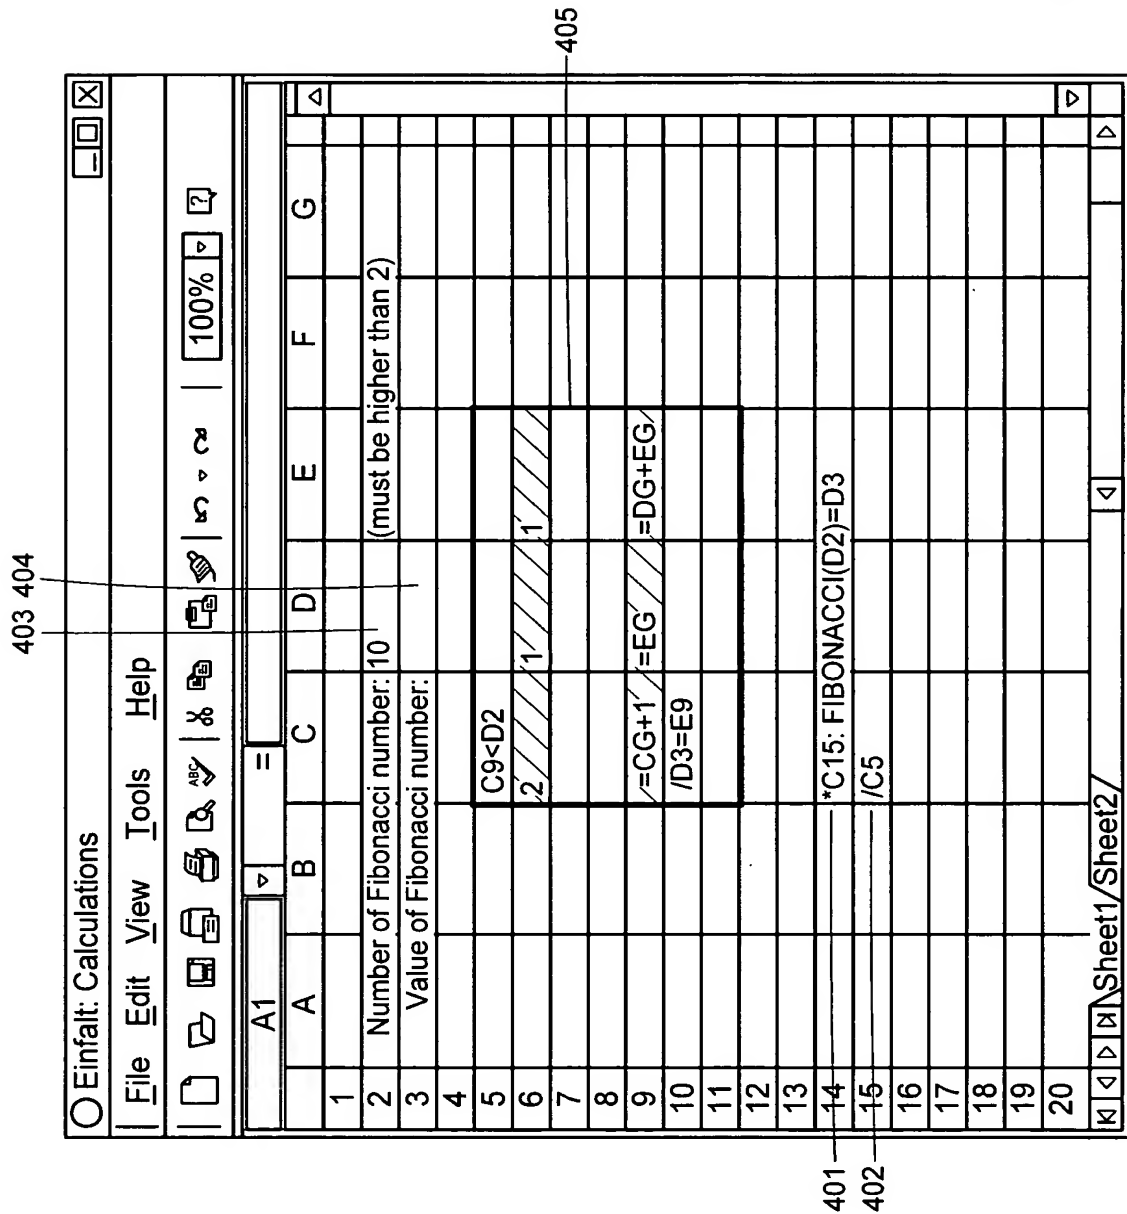 403 404
405
Einfalt: Calculations
File Edit View Tools Help
ABC 100% ?
A1 =
A B C D E F G
1
2 Number of Fibonacci number: 10 (must be higher than 2)
3 Value of Fibonacci number:
4
5 C9<D2
6 2 1 1
7
8
9 =CG+1 =EG =DG+EG
10 /D3=E9
11
12
13
401 14 *C15: FIBONACCI(D2)=D3
402 15 /C5
16
17
18
19
20
Sheet1/Sheet2/